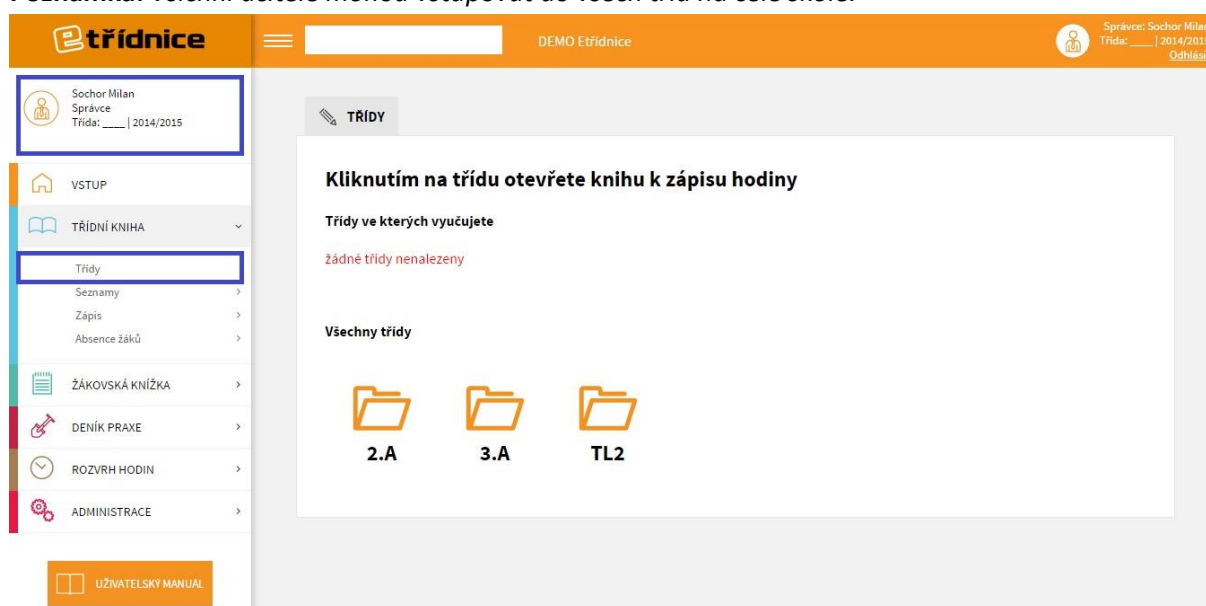 etřídnice
DEMO Etřídnice
Správce: Sochor Milan
Třída: ____ | 2014/2015
Odhlásit
Sochor Milan
Správce
Třída: ____ | 2014/2015
VSTUP
TŘÍDNÍ KNIHA
Třídy
Seznamy
Zápis
Absence žáků
ŽÁKOVSKÁ KNÍŽKA
DENÍK PRAXE
ROZVRH HODIN
ADMINISTRACE
UŽIVATELSKÝ MANUÁL
TŘÍDY
Kliknutím na třídu otevřete knihu k zápisu hodiny
Třídy ve kterých vyučujete
žádné třídy nenalezeny
Všechny třídy
2.A 3.A TL2